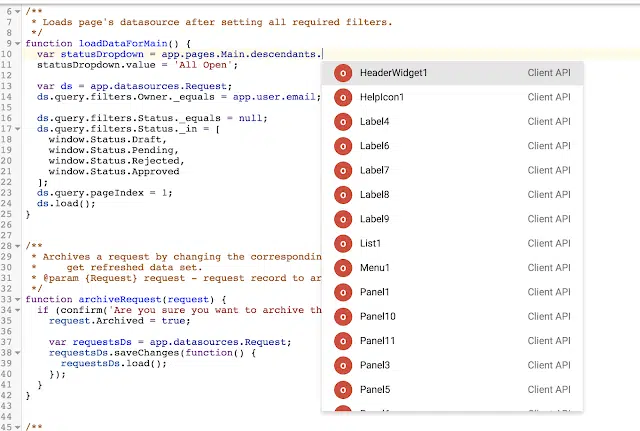 6 /**
7  * Loads page's datasource after setting all required filters.
8  */
9 function loadDataForMain() {
10   var statusDropdown = app.pages.Main.descendants.
11   statusDropdown.value = 'All Open';
12
13   var ds = app.datasources.Request;
14   ds.query.filters.Owner._equals = app.user.email;
15
16   ds.query.filters.Status._equals = null;
17   ds.query.filters.Status._in = [
18     window.Status.Draft,
19     window.Status.Pending,
20     window.Status.Rejected,
21     window.Status.Approved
22   ];
23   ds.query.pageIndex = 1;
24   ds.load();
25 }
26
27
28 /**
29  * Archives a request by changing the correspondin
30  *     get refreshed data set.
31  * @param {Request} request - request record to ar
32  */
33 function archiveRequest(request) {
34   if (confirm('Are you sure you want to archive th
35     request.Archived = true;
36
37     var requestsDs = app.datasources.Request;
38     requestsDs.saveChanges(function() {
39       requestsDs.load();
40     });
41   }
42 }
43
44
45 /**
o HeaderWidget1 Client API
o HelpIcon1 Client API
o Label4 Client API
o Label6 Client API
o Label7 Client API
o Label8 Client API
o Label9 Client API
o List1 Client API
o Menu1 Client API
o Panel1 Client API
o Panel10 Client API
o Panel11 Client API
o Panel3 Client API
o Panel5 Client API